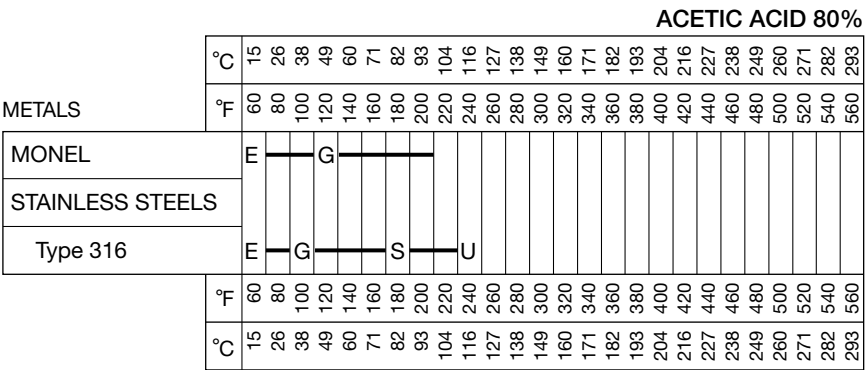 ACETIC ACID 80%
°C 15 26 38 49 60 71 82 93 104 116 127 138 149 160 171 182 193 204 216 227 238 249 260 271 282 293
METALS °F 60 80 100 120 140 160 180 200 220 240 260 280 300 320 340 360 380 400 420 440 460 480 500 520 540 560
MONEL E G
STAINLESS STEELS
Type 316 E G S U
°F 60 80 100 120 140 160 180 200 220 240 260 280 300 320 340 360 380 400 420 440 460 480 500 520 540 560
°C 15 26 38 49 60 71 82 93 104 116 127 138 149 160 171 182 193 204 216 227 238 249 260 271 282 293